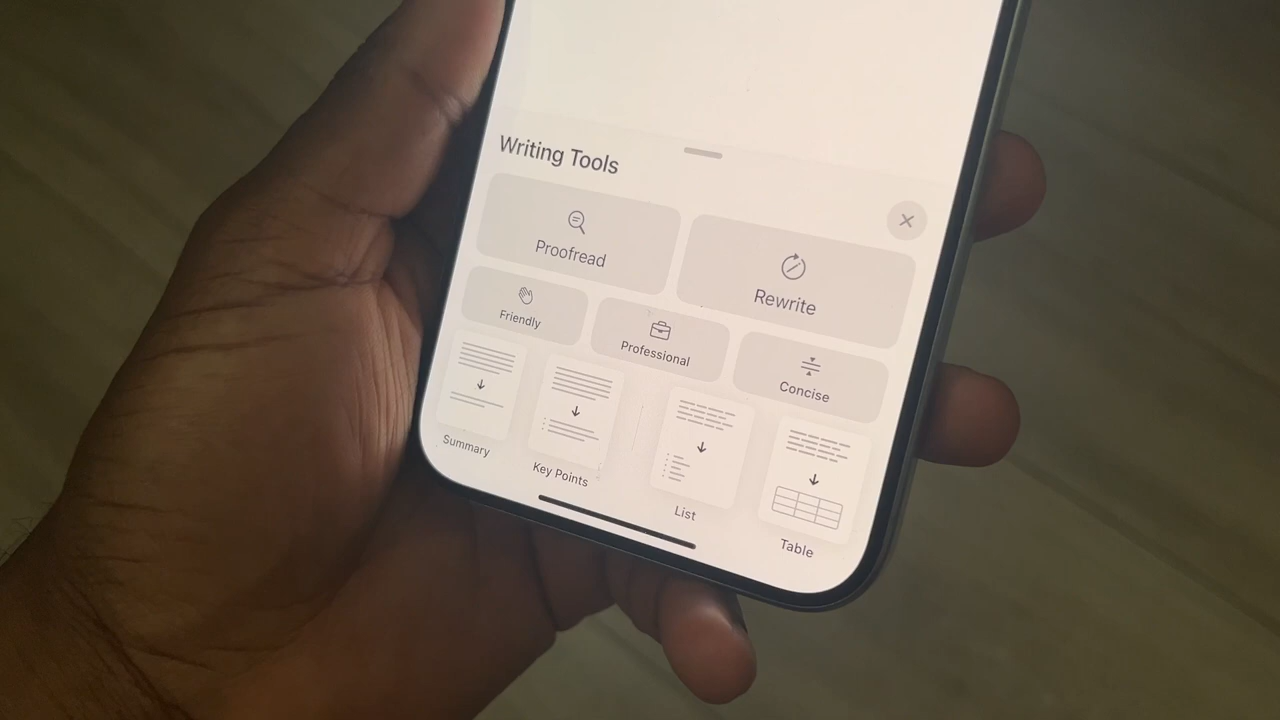 Writing Tools
Proofread
Rewrite
Friendly
Professional
Concise
Summary
Key Points
List
Table